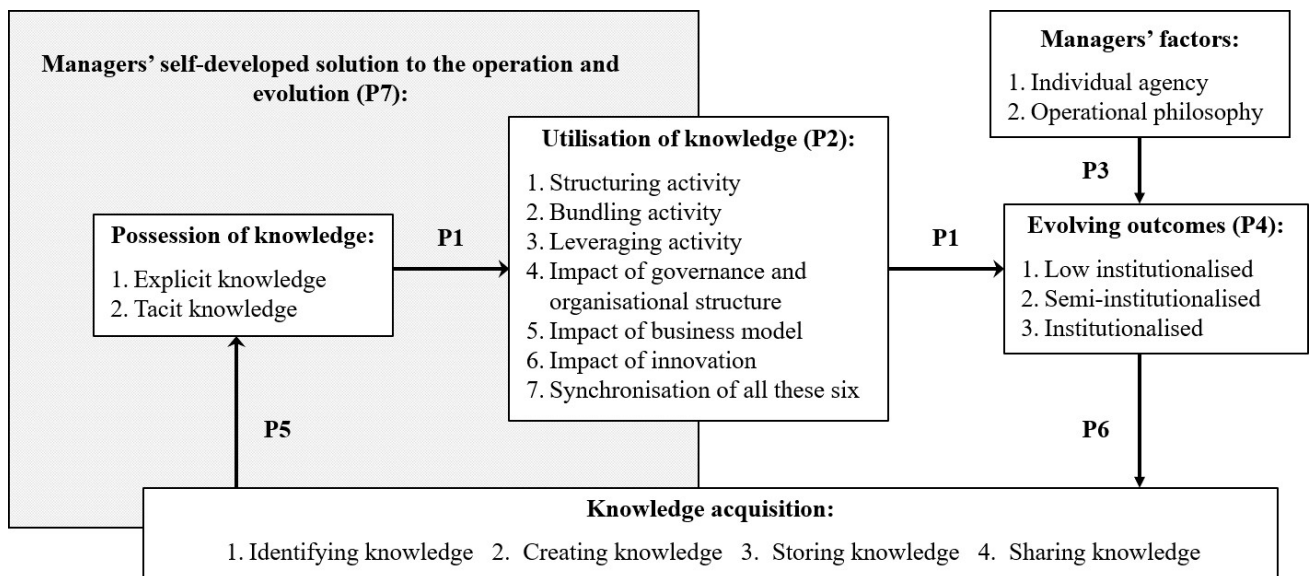 Managers’ self-developed solution to the operation and
evolution (P7):
Managers’ factors:
1. Individual agency
2. Operational philosophy
P3
Utilisation of knowledge (P2):
1. Structuring activity
2. Bundling activity
3. Leveraging activity
4. Impact of governance and
organisational structure
5. Impact of business model
6. Impact of innovation
7. Synchronisation of all these six
Possession of knowledge:
1. Explicit knowledge
2. Tacit knowledge
P1
P1
Evolving outcomes (P4):
1. Low institutionalised
2. Semi-institutionalised
3. Institutionalised
P5
P6
Knowledge acquisition:
1. Identifying knowledge 2. Creating knowledge 3. Storing knowledge 4. Sharing knowledge